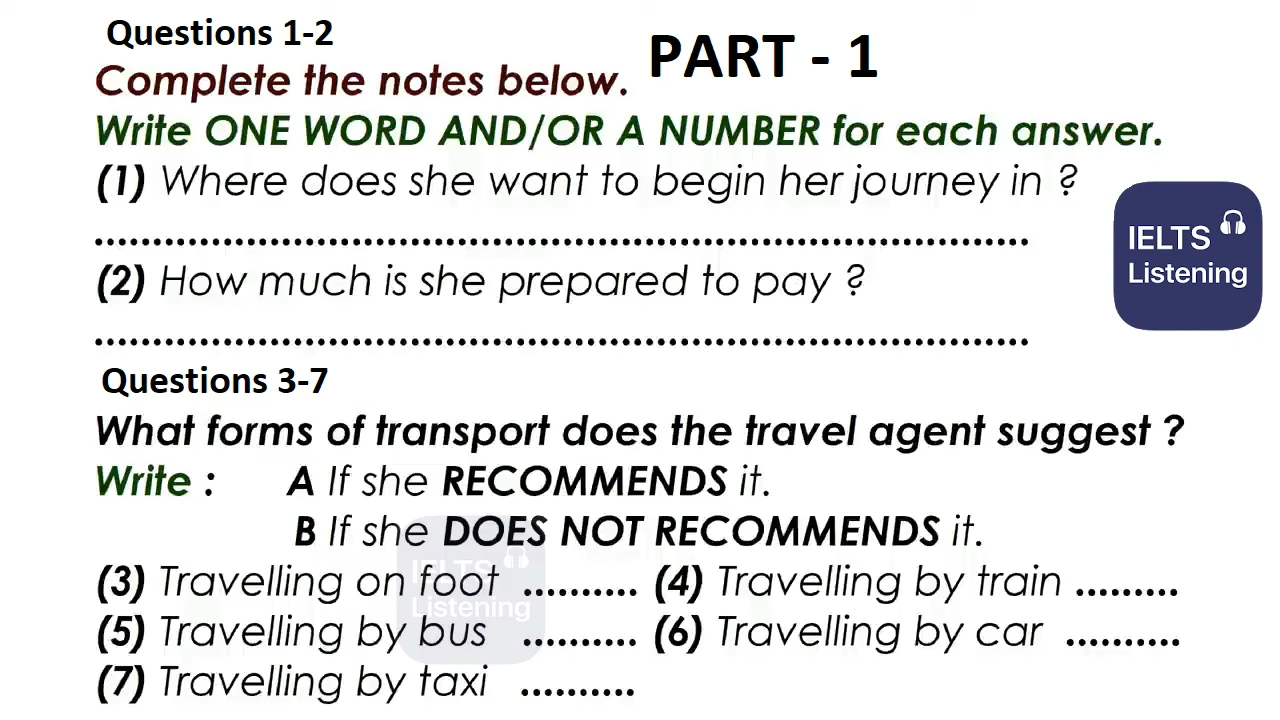 Questions 1-2
PART - 1
Complete the notes below.
Write ONE WORD AND/OR A NUMBER for each answer.
(1) Where does she want to begin her journey in ?
................................................................................
IELTS
Listening
(2) How much is she prepared to pay ?
................................................................................
Questions 3-7
What forms of transport does the travel agent suggest ?
Write : A If she RECOMMENDS it.
B If she DOES NOT RECOMMENDS it.
(3) Travelling on foot .......... (4) Travelling by train .........
(5) Travelling by bus .......... (6) Travelling by car ..........
(7) Travelling by taxi ..........
IELTS
Listening